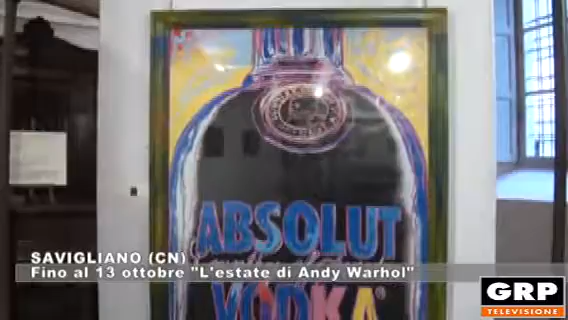 ABSOLUT
VODKA®
SAVIGLIANO (CN)
Fino al 13 ottobre "L'estate di Andy Warhol"
GRP
TELEVISIONE